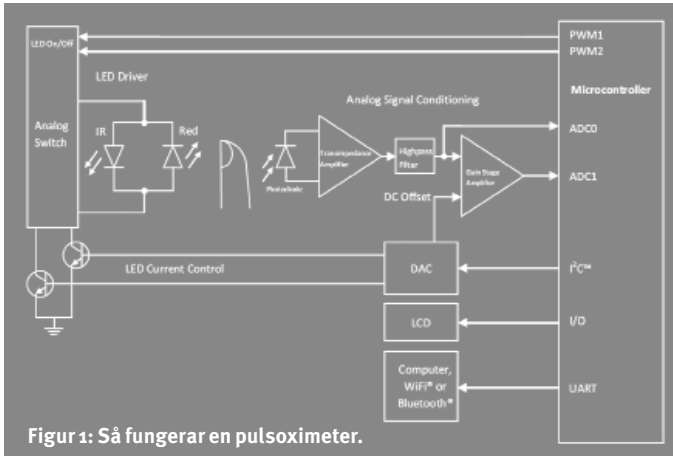 LED On/Off
PWM1
PWM2
LED Driver
Microcontroller
Analog Signal Conditioning
Analog
Switch
IR
Red
Photodiode
Transimpedance
Amplifier
Highpass
Filter
Gain Stage
Amplifier
ADC0
ADC1
DC Offset
LED Current Control
DAC
I²C™
LCD
I/O
Computer,
WiFi® or
Bluetooth®
UART
Figur 1: Så fungerar en pulsoximeter.